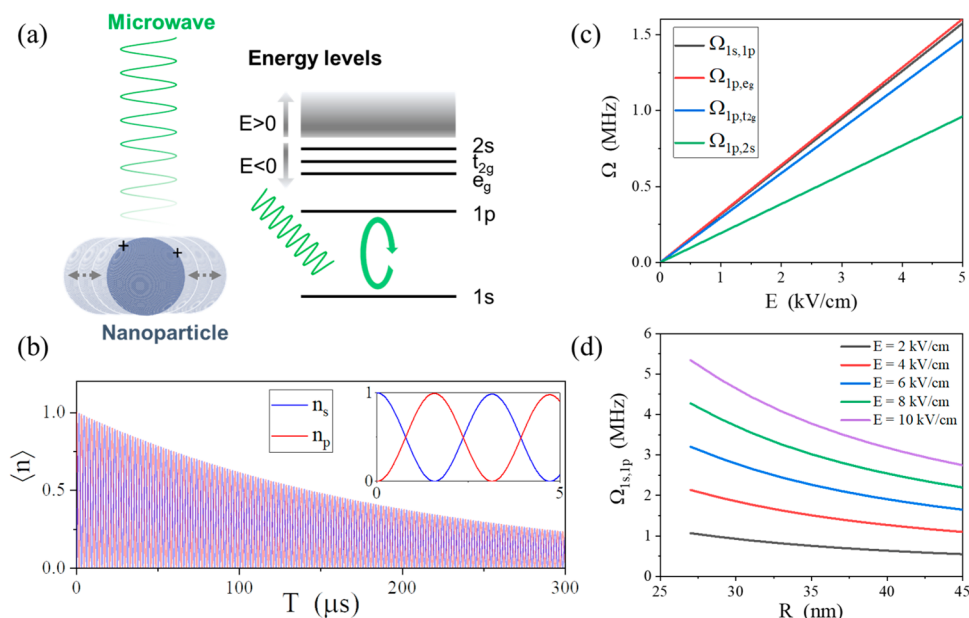 (a)
Microwave
Energy levels
E>0
E<0
2s
t2g
eg
1p
1s
+ +
Nanoparticle
(b)
⟨n⟩
1.0
0.5
0.0
0 100 200 300
T (μs)
ns
np
1
0
0 5
(c)
Ω (MHz)
1.5
1.0
0.5
0.0
0 1 2 3 4 5
E (kV/cm)
Ω1s,1p
Ω1p,eg
Ω1p,t2g
Ω1p,2s
(d)
Ω1s,1p (MHz)
6
5
4
3
2
1
0
25 30 35 40 45
R (nm)
E = 2 kV/cm
E = 4 kV/cm
E = 6 kV/cm
E = 8 kV/cm
E = 10 kV/cm